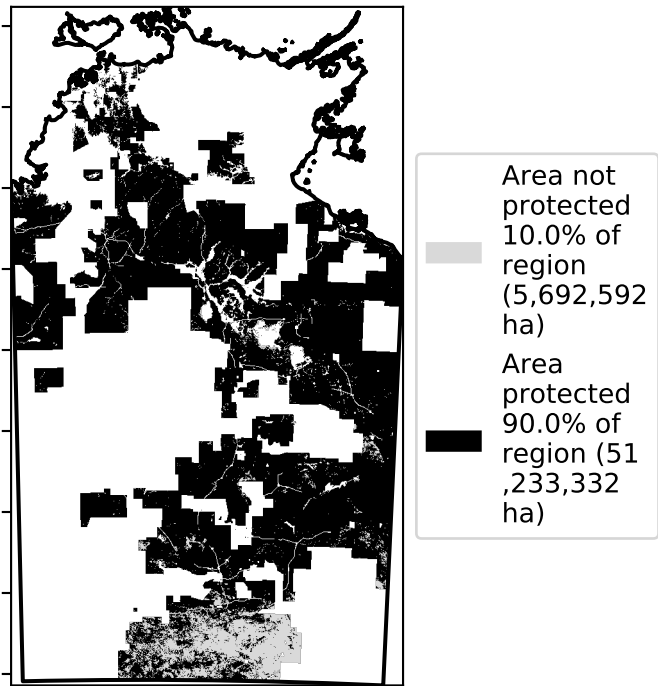 Area not
protected
10.0% of
region
(5,692,592
ha)
Area
protected
90.0% of
region (51
,233,332
ha)